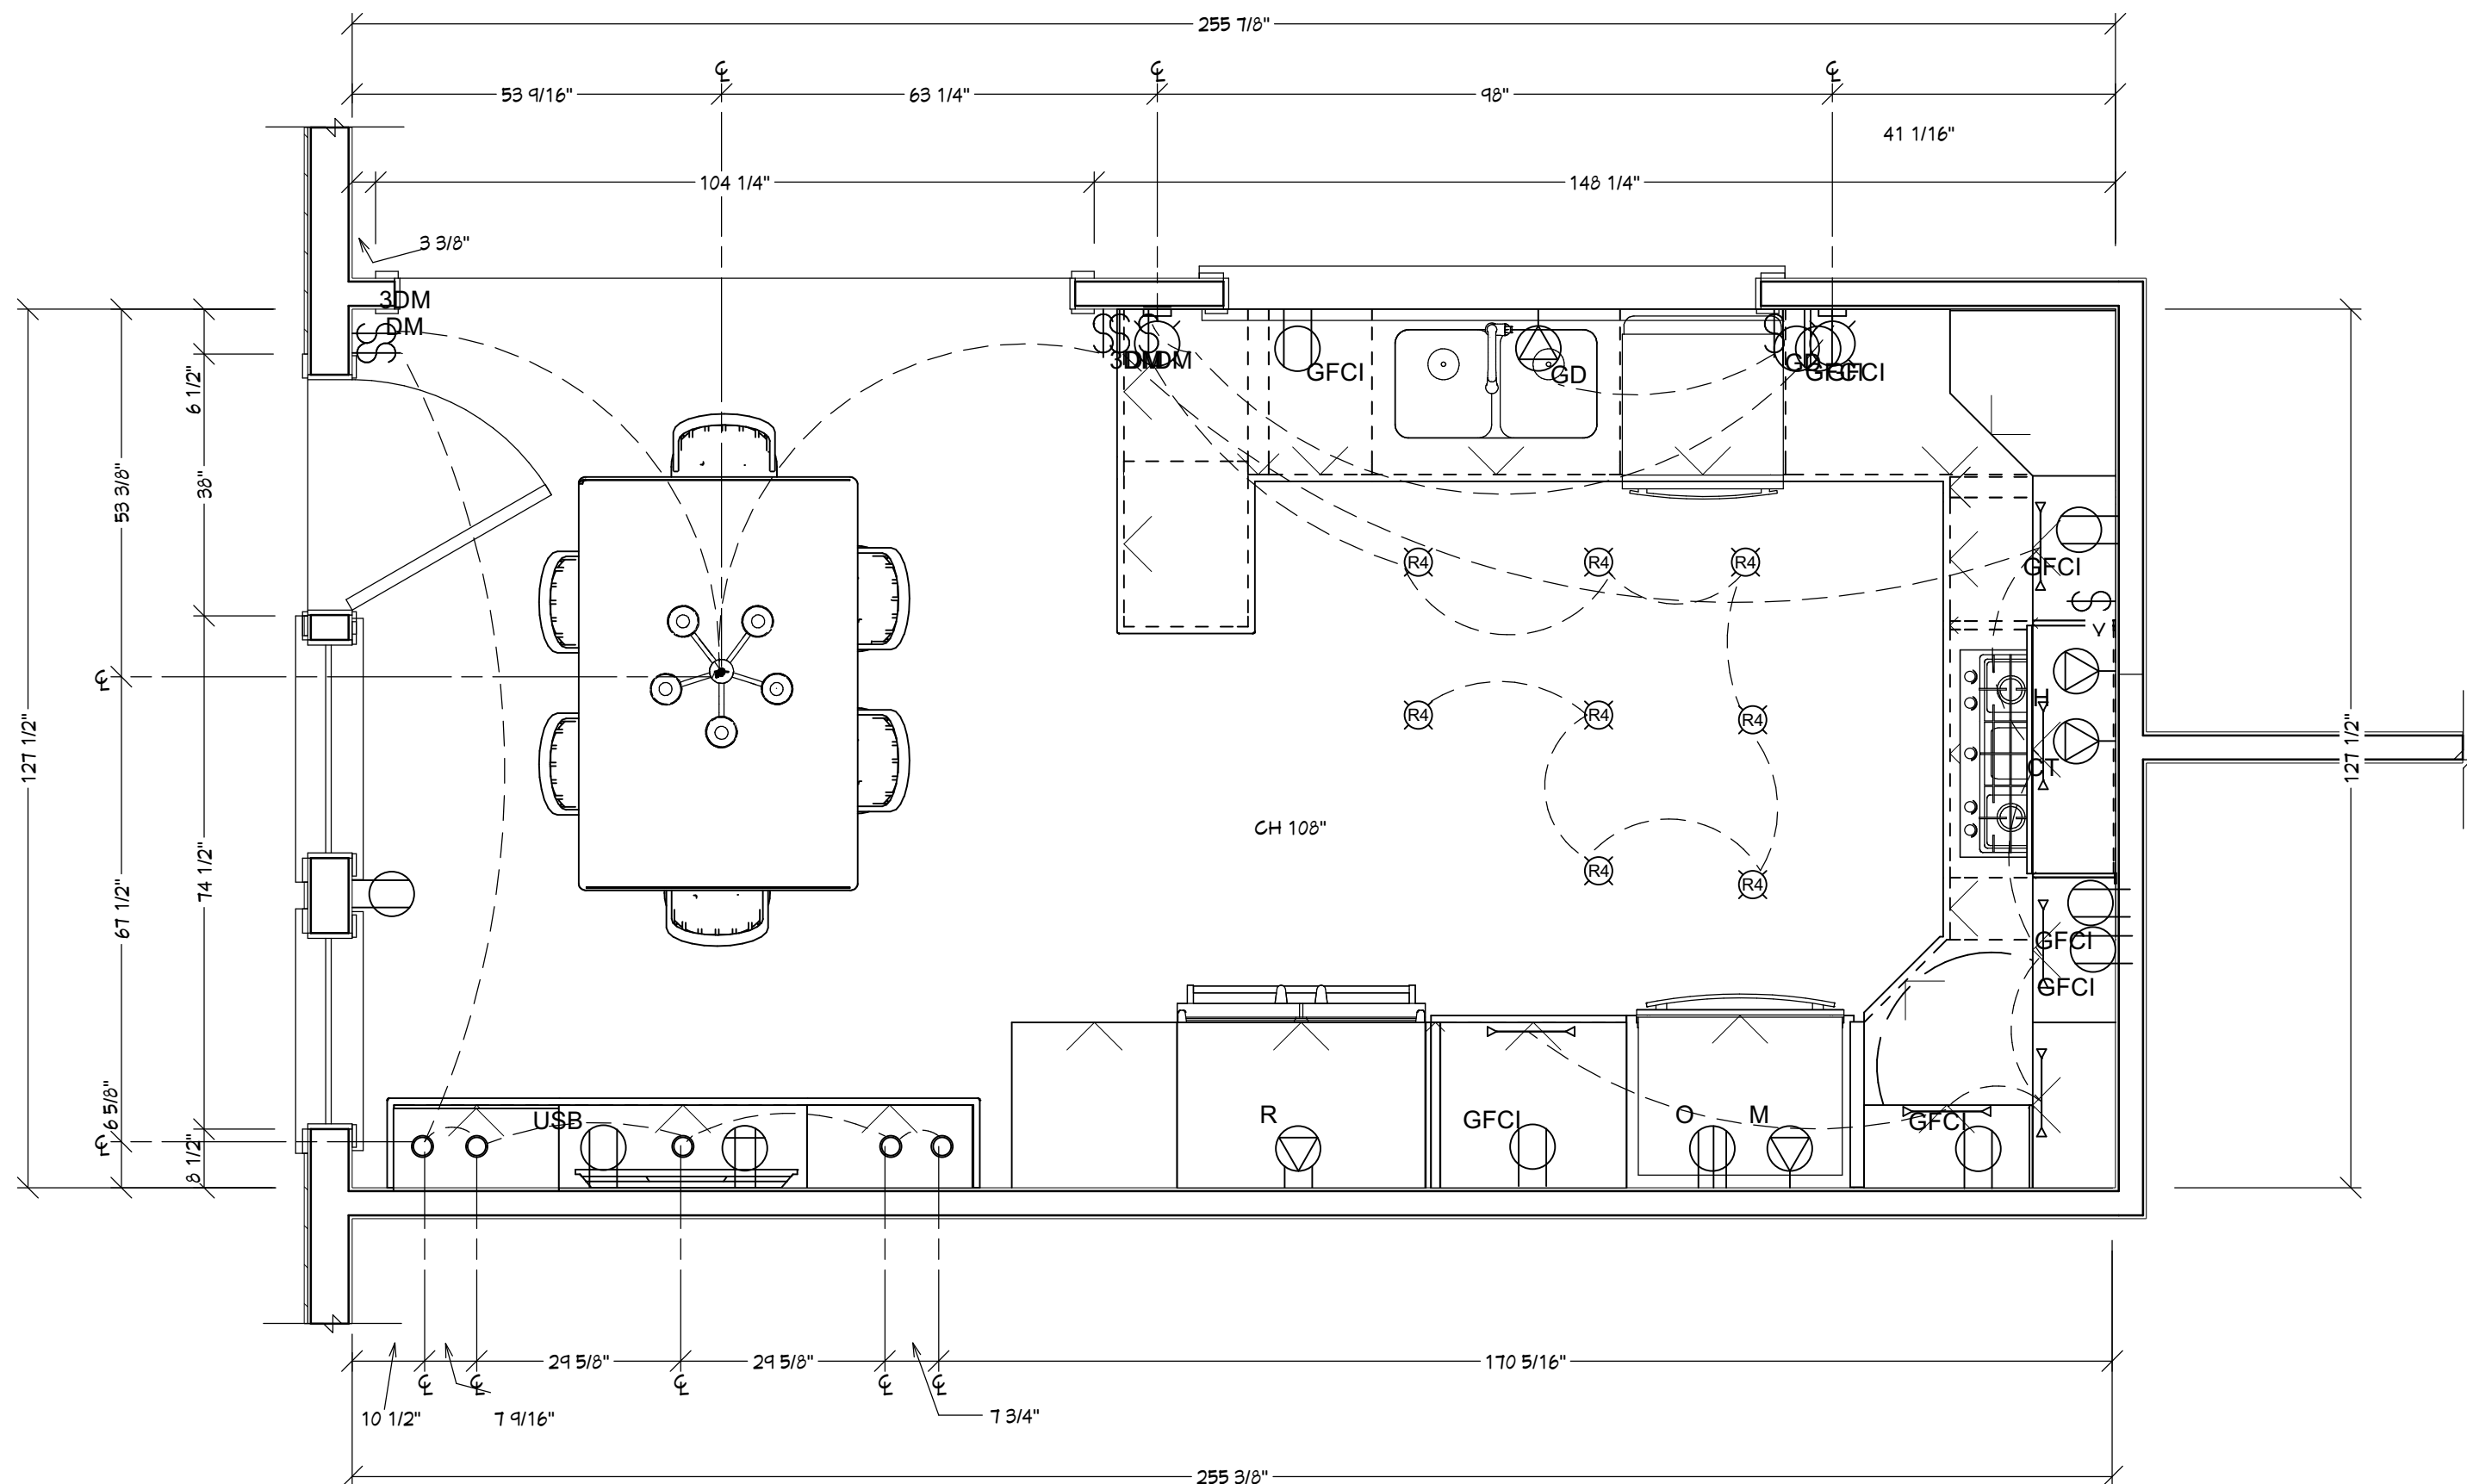 255 7/8"
53 9/16"
63 1/4"
98"
41 1/16"
104 1/4"
148 1/4"
3 3/8"
3DM
DM
GFCI
GD
GD
GFCI
6 1/2"
38"
53 3/8"
127 1/2"
R4
R4
R4
GFCI
R4
R4
R4
H
CT
127 1/2"
CH 108"
74 1/2"
67 1/2"
R4
R4
GFCI
GFCI
6 5/8"
8 1/2"
USB
R
GFCI
O
M
GFCI
29 5/8"
29 5/8"
170 5/16"
10 1/2"
7 9/16"
7 3/4"
255 3/8"